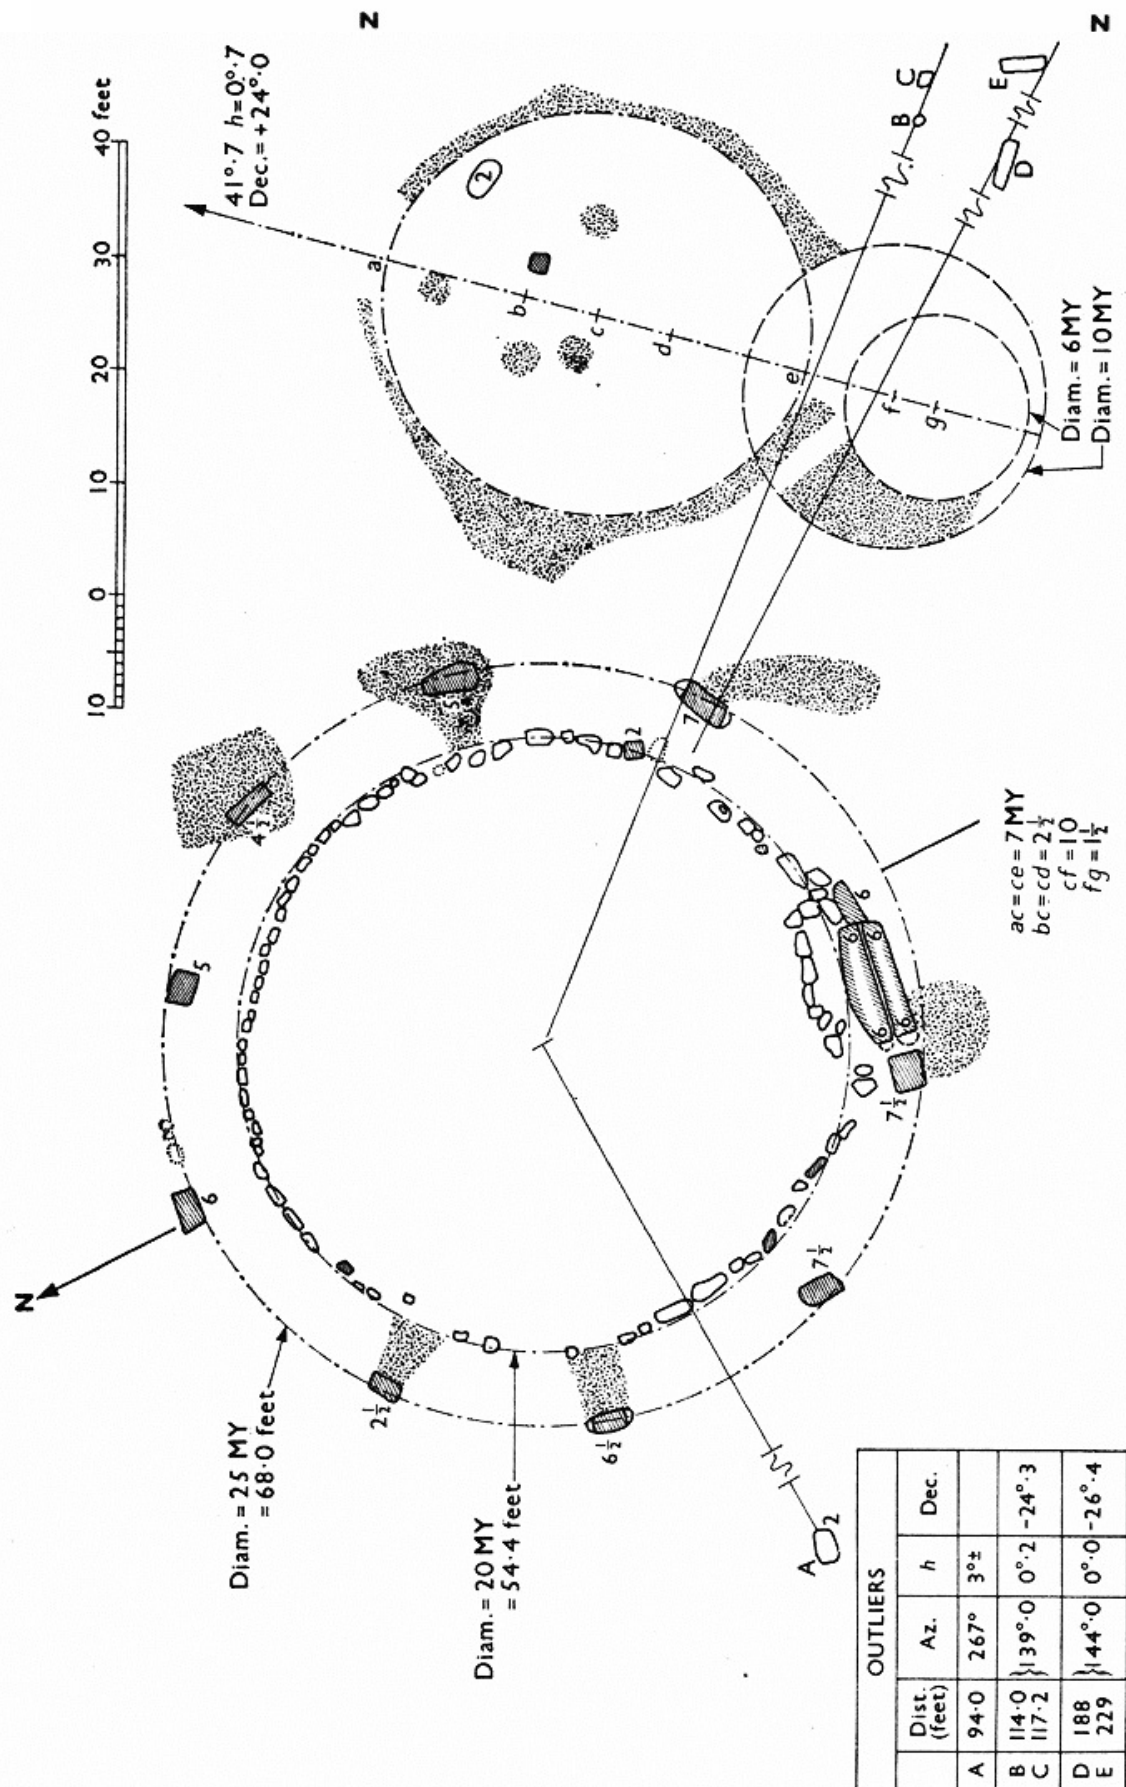 N
N
40 feet
30
20
10
0
10
41°·7 h=0°·7
Dec.=+24°·0
a
b
c
d
e
f
g
2
B
C
D
E
Diam.=6MY
Diam.=10MY
4½
5
5
6
N
2½
6½
7½
7½
6
6
6
6
6
7
2
Diam.=25 MY
=68·0 feet
Diam.=20MY
=54·4 feet
ac=ce=7MY
bc=cd=2½
cf=10
fg=1½
A
2
OUTLIERS
Dist. (feet) Az. h Dec.
A 94·0 267° 3°±
B 114·0 }139°·0 0°·2 -24°·3
C 117·2
D 188 }144°·0 0°·0 -26°·4
E 229